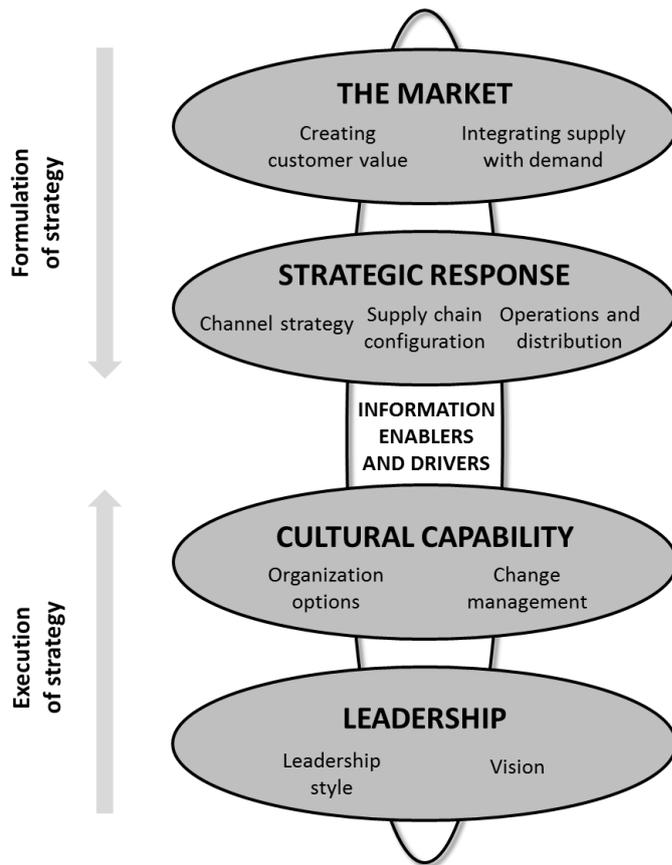 Formulation
of strategy
THE MARKET
Creating
customer value
Integrating supply
with demand
STRATEGIC RESPONSE
Channel strategy
Supply chain
configuration
Operations and
distribution
INFORMATION
ENABLERS
AND DRIVERS
Execution
of strategy
CULTURAL CAPABILITY
Organization
options
Change
management
LEADERSHIP
Leadership
style
Vision